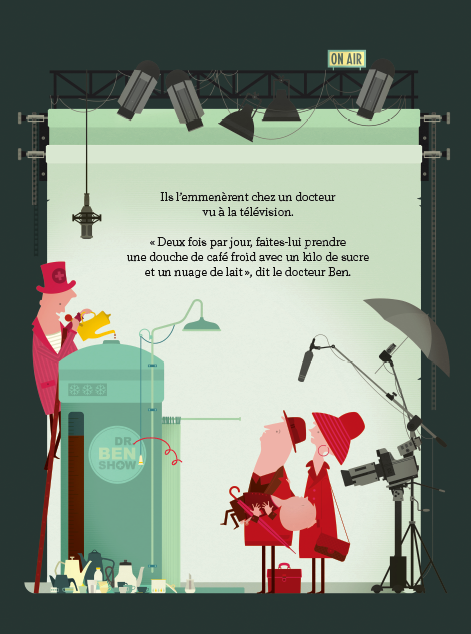 ON AIR
Ils l'emmenèrent chez un docteur
vu à la télévision.
« Deux fois par jour, faites-lui prendre
une douche de café froid avec un kilo de sucre
et un nuage de lait », dit le docteur Ben.
DR
BEN
SHOW